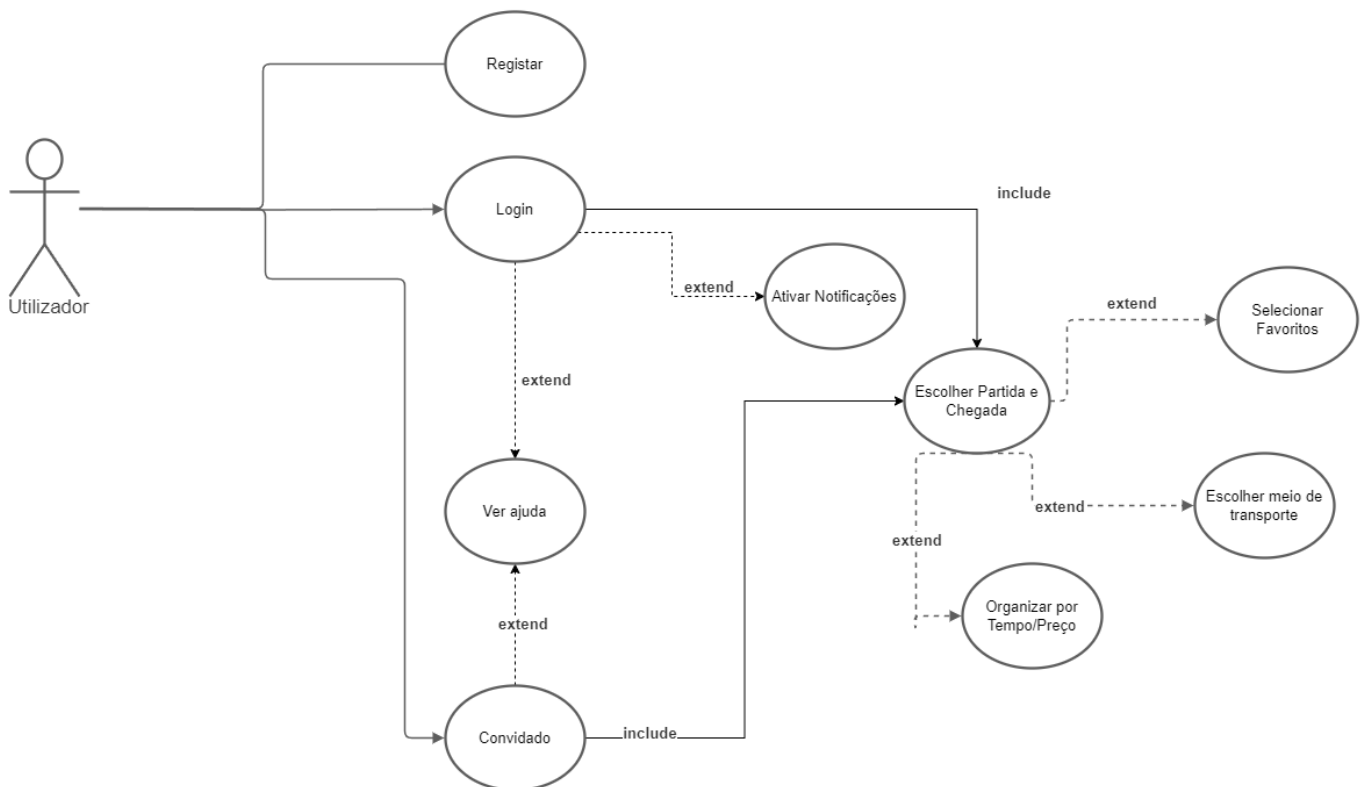 Registar
Login
include
Utilizador
extend
Ativar Notificações
extend
Selecionar
Favoritos
extend
Escolher Partida e
Chegada
Ver ajuda
extend
Escolher meio de
transporte
extend
extend
Organizar por
Tempo/Preço
Convidado
include